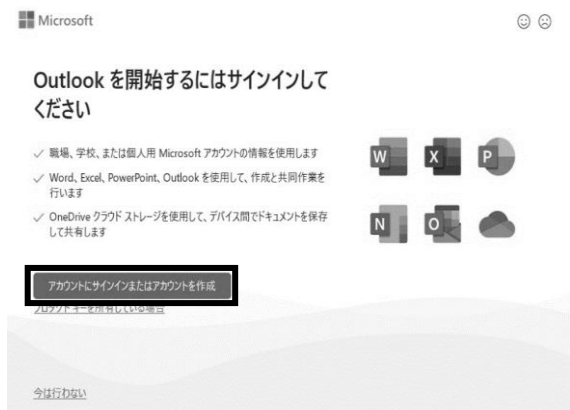 Microsoft
Outlook を開始するにはサインインして
ください
職場、学校、または個人用 Microsoft アカウントの情報を使用します
Word、Excel、PowerPoint、Outlook を使用して、作成と共同作業を
行います
OneDrive クラウド ストレージを使用して、デバイス間でドキュメントを保存
して共有します
W X P
N O
アカウントにサインインまたはアカウントを作成
プロダクト キーを所有している場合
今は行わない